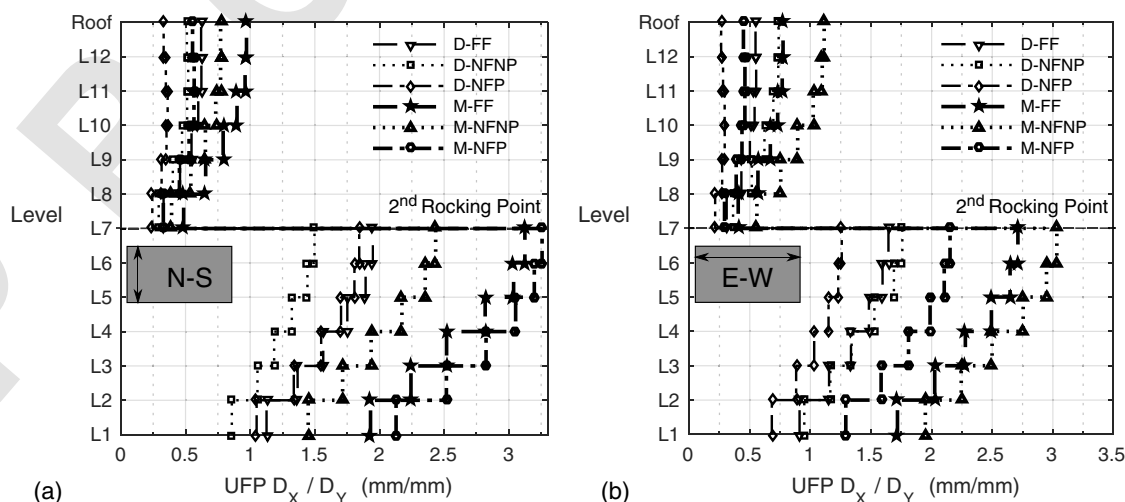 Roof
L12
L11
L10
L9
L8
L7
L6
L5
L4
L3
L2
L1
Level
D-FF
D-NFNP
D-NFP
M-FF
M-NFNP
M-NFP
2nd Rocking Point
N-S
0 0.5 1 1.5 2 2.5 3
(a) UFP DX / DY (mm/mm)
Roof
L12
L11
L10
L9
L8
L7
L6
L5
L4
L3
L2
L1
Level
D-FF
D-NFNP
D-NFP
M-FF
M-NFNP
M-NFP
2nd Rocking Point
E-W
0 0.5 1 1.5 2 2.5 3 3.5
(b) UFP DX / DY (mm/mm)